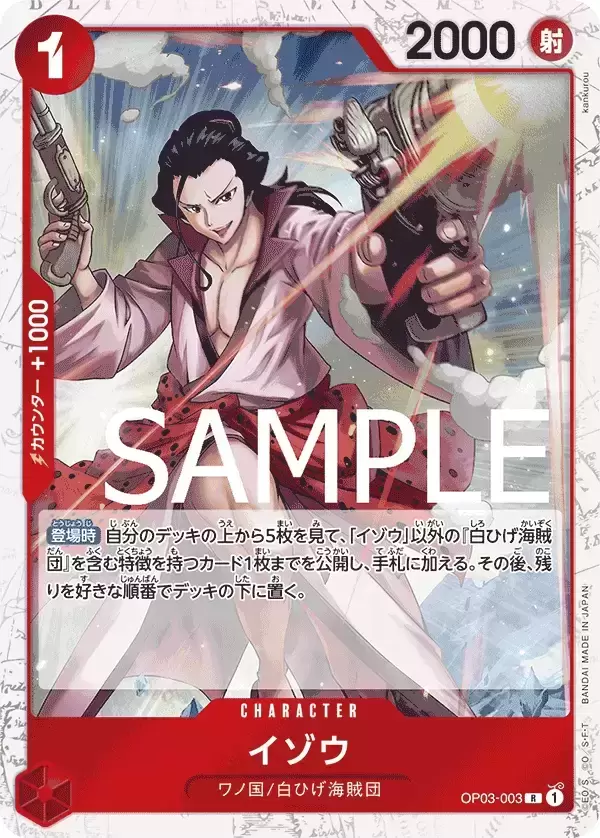 1
2000
射
kankurou
カウンター +1000
SAMPLE
登場時 自分のデッキの上から5枚を見て、「イゾウ」以外の『白ひげ海賊
団』を含む特徴を持つカード1枚までを公開し、手札に加える。その後、残
りを好きな順番でデッキの下に置く。
CHARACTER
イゾウ
ワノ国/白ひげ海賊団
OP03-003 R 1
©E.O./S. ©O. S./S.-F.-T. BANDAI MADE IN JAPAN